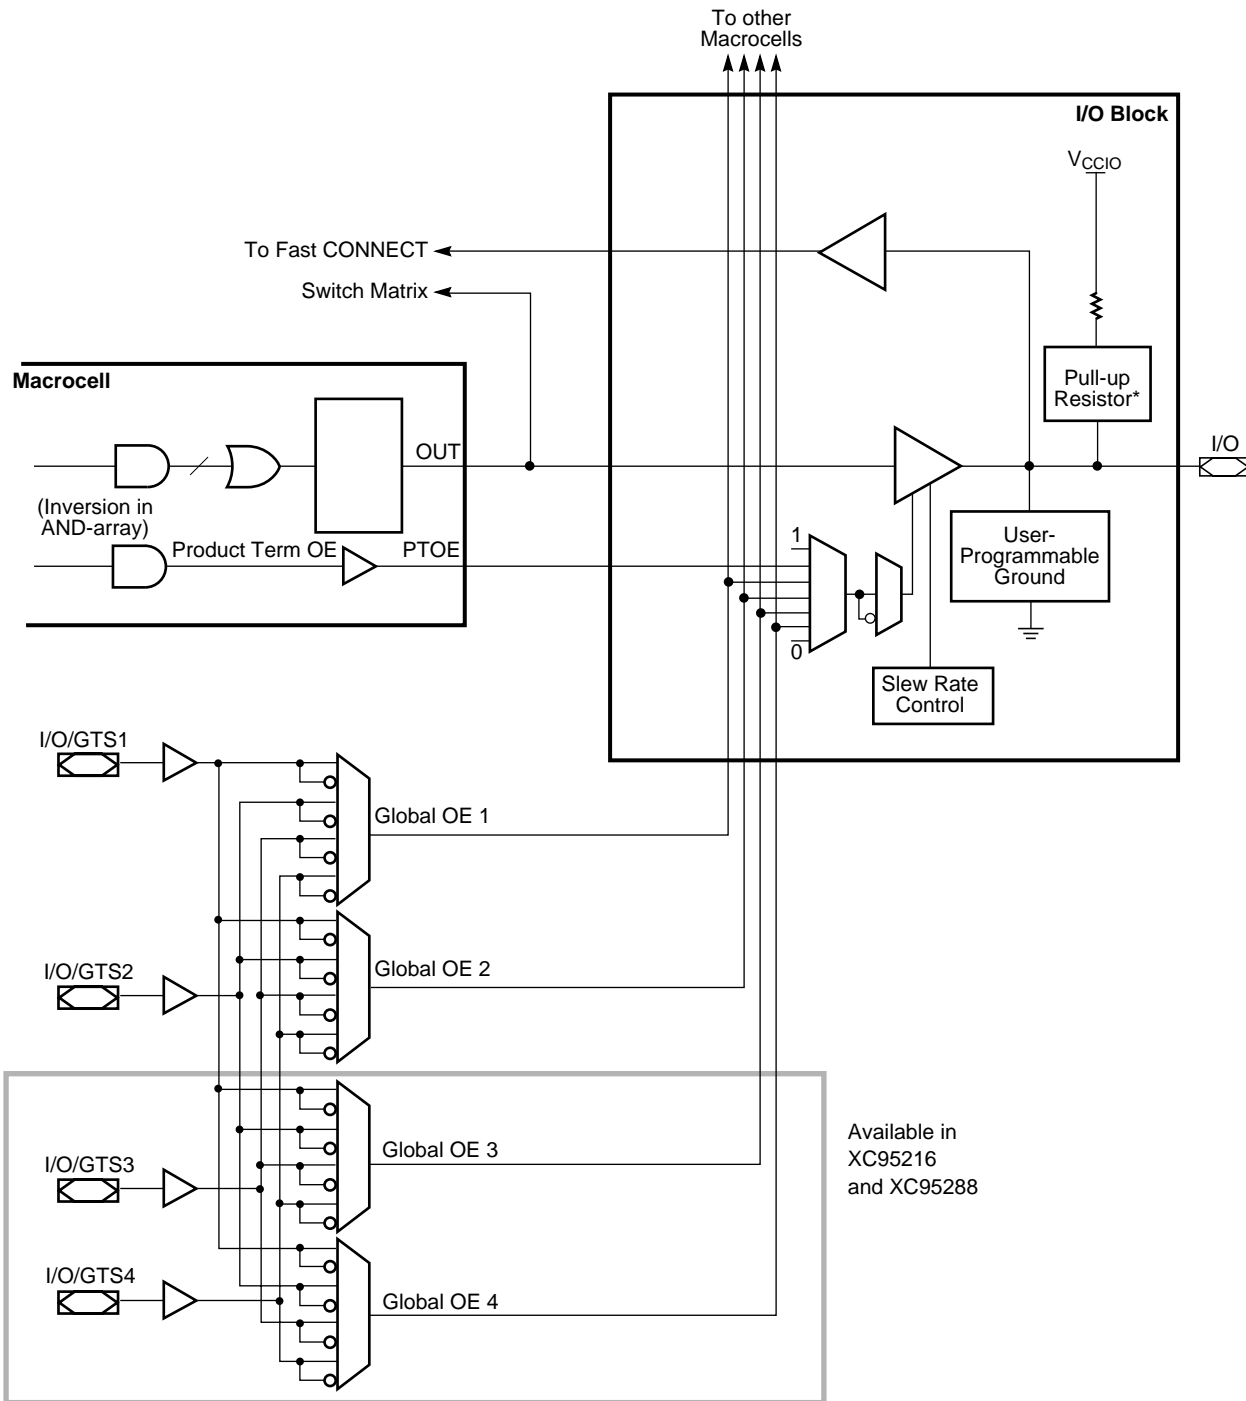 To other
Macrocells
I/O Block
VCCIO
To Fast CONNECT
Switch Matrix
Pull-up
Resistor*
Macrocell
OUT
I/O
(Inversion in
AND-array)
Product Term OE
PTOE
1
User-
Programmable
Ground
0
Slew Rate
Control
I/O/GTS1
Global OE 1
I/O/GTS2
Global OE 2
I/O/GTS3
Global OE 3
Available in
XC95216
and XC95288
I/O/GTS4
Global OE 4